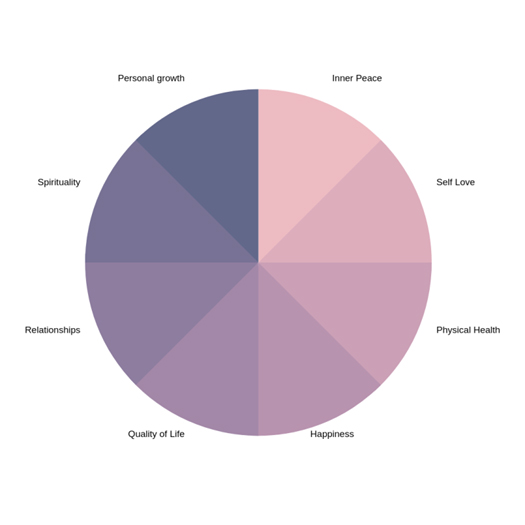 Personal growth
Inner Peace
Spirituality
Self Love
Relationships
Physical Health
Quality of Life
Happiness